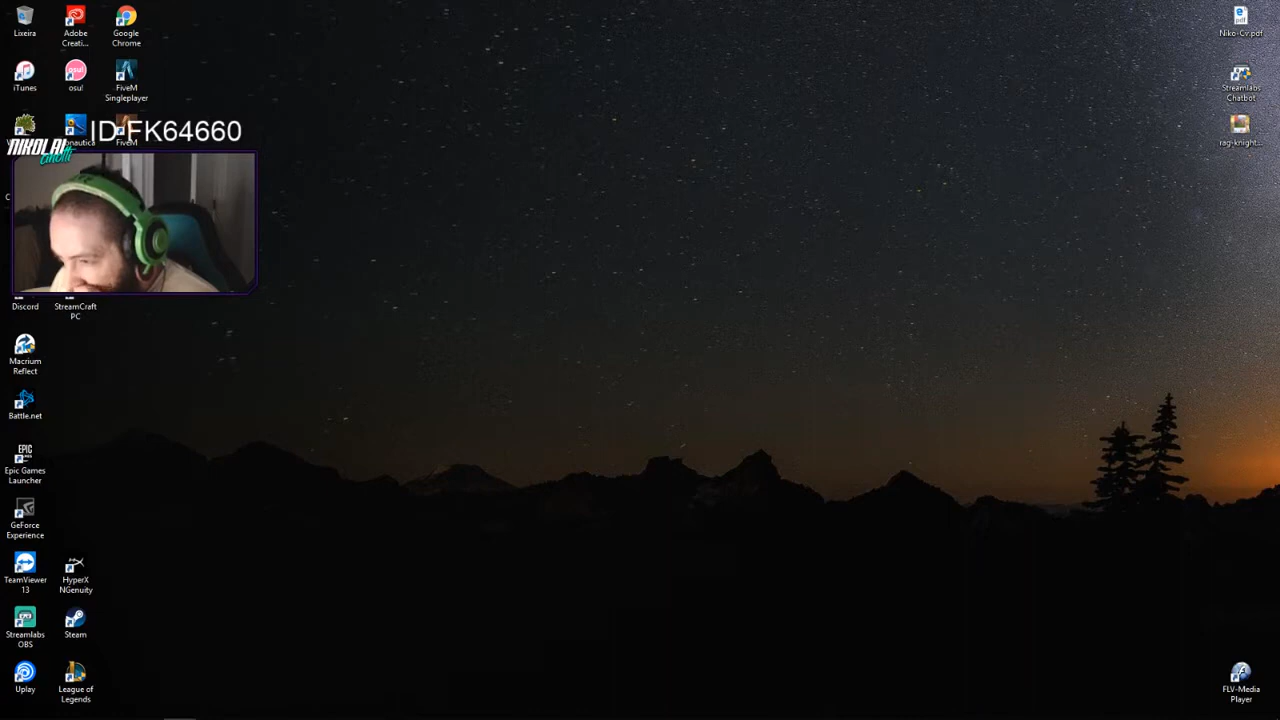 Lixeira
Adobe
Creati...
Google
Chrome
iTunes
osu!
FiveM
Singleplayer
ID:FK64660
FiveM
NIKOLAI
Discord
StreamCraft
PC
Macrium
Reflect
Battle.net
EPIC
GAMES
Epic Games
Launcher
GeForce
Experience
TeamViewer
13
HyperX
NGenuity
Streamlabs
OBS
Steam
Uplay
League of
Legends
pdf
Niko-Cv.pdf
Streamlabs
Chatbot
rag-knight...
FLV-Media
Player